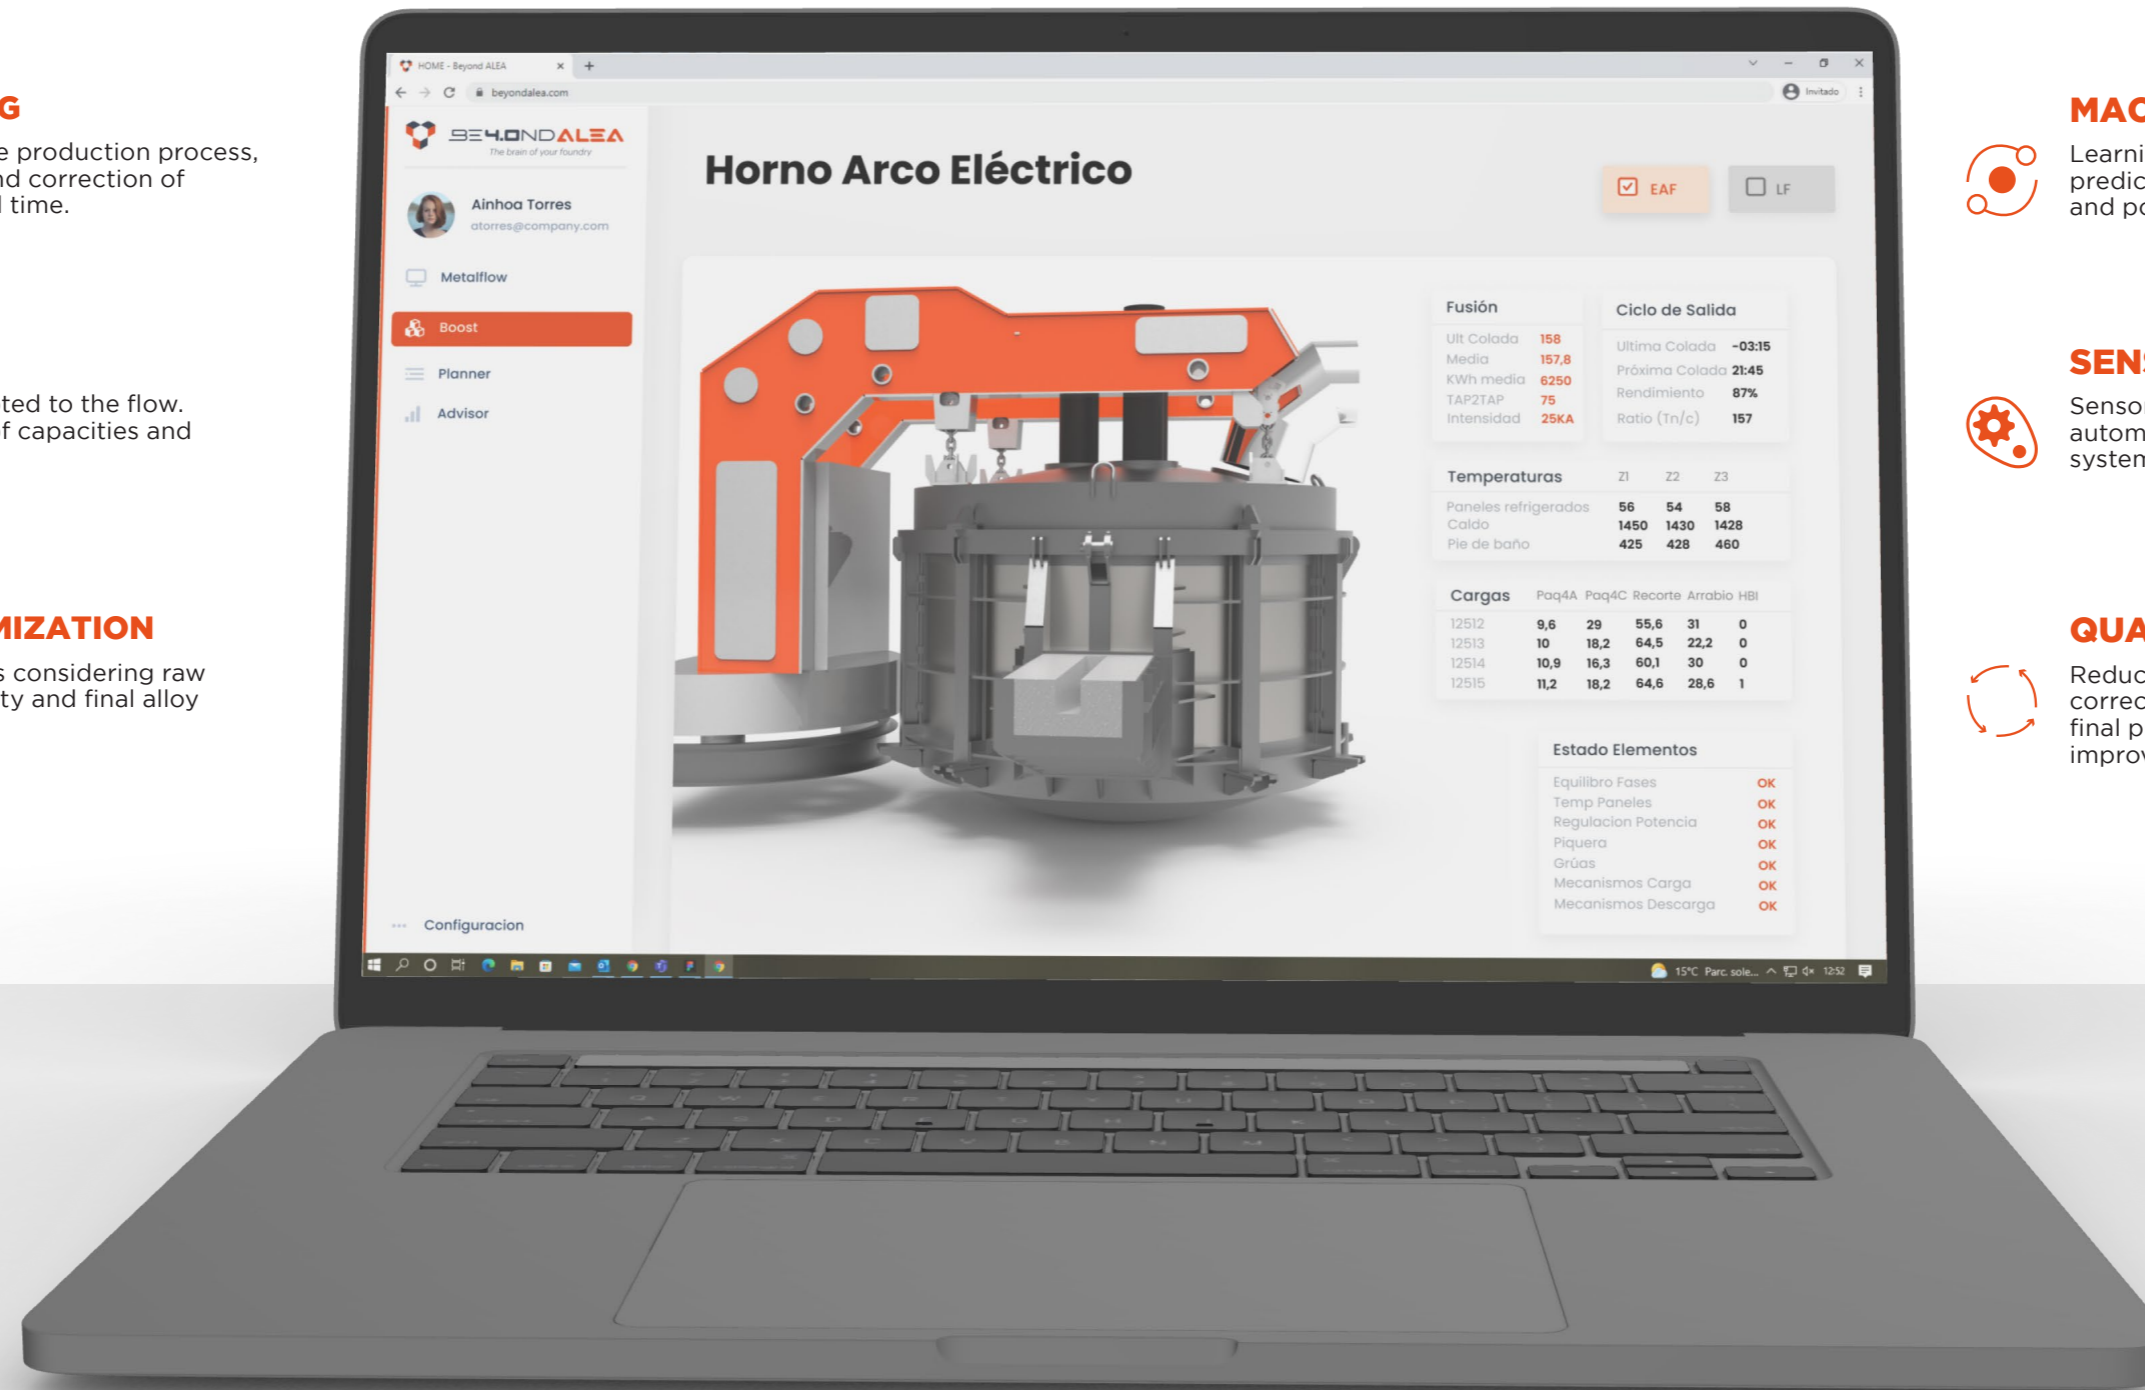 G
e production process,
nd correction of
l time.
ted to the flow.
of capacities and
MIZATION
s considering raw
ty and final alloy
HOME - Beyond ALEA
beyondalea.com
Invitado
BE4.0NDALEA
The brain of your foundry
Ainhoa Torres
atorres@company.com
Metalflow
Boost
Planner
Advisor
Configuracion
Horno Arco Eléctrico
EAF
LF
Fusión
Ult Colada 158
Media 157,8
KWh media 6250
TAP2TAP 75
Intensidad 25KA
Ciclo de Salida
Ultima Colada -03:15
Próxima Colada 21:45
Rendimiento 87%
Ratio (Tn/c) 157
Temperaturas Z1 Z2 Z3
Paneles refrigerados 56 54 58
Caldo 1450 1430 1428
Pie de baño 425 428 460
Cargas Paq4A Paq4C Recorte Arrabio HBI
12512 9,6 29 55,6 31 0
12513 10 18,2 64,5 22,2 0
12514 10,9 16,3 60,1 30 0
12515 11,2 18,2 64,6 28,6 1
Estado Elementos
Equilibro Fases OK
Temp Paneles OK
Regulacion Potencia OK
Piquera OK
Grúas OK
Mecanismos Carga OK
Mecanismos Descarga OK
15°C Parc. sole... 12:52
MAC
Learni
predic
and po
SENS
Sensor
autom
system
QUA
Reduc
correc
final p
improv